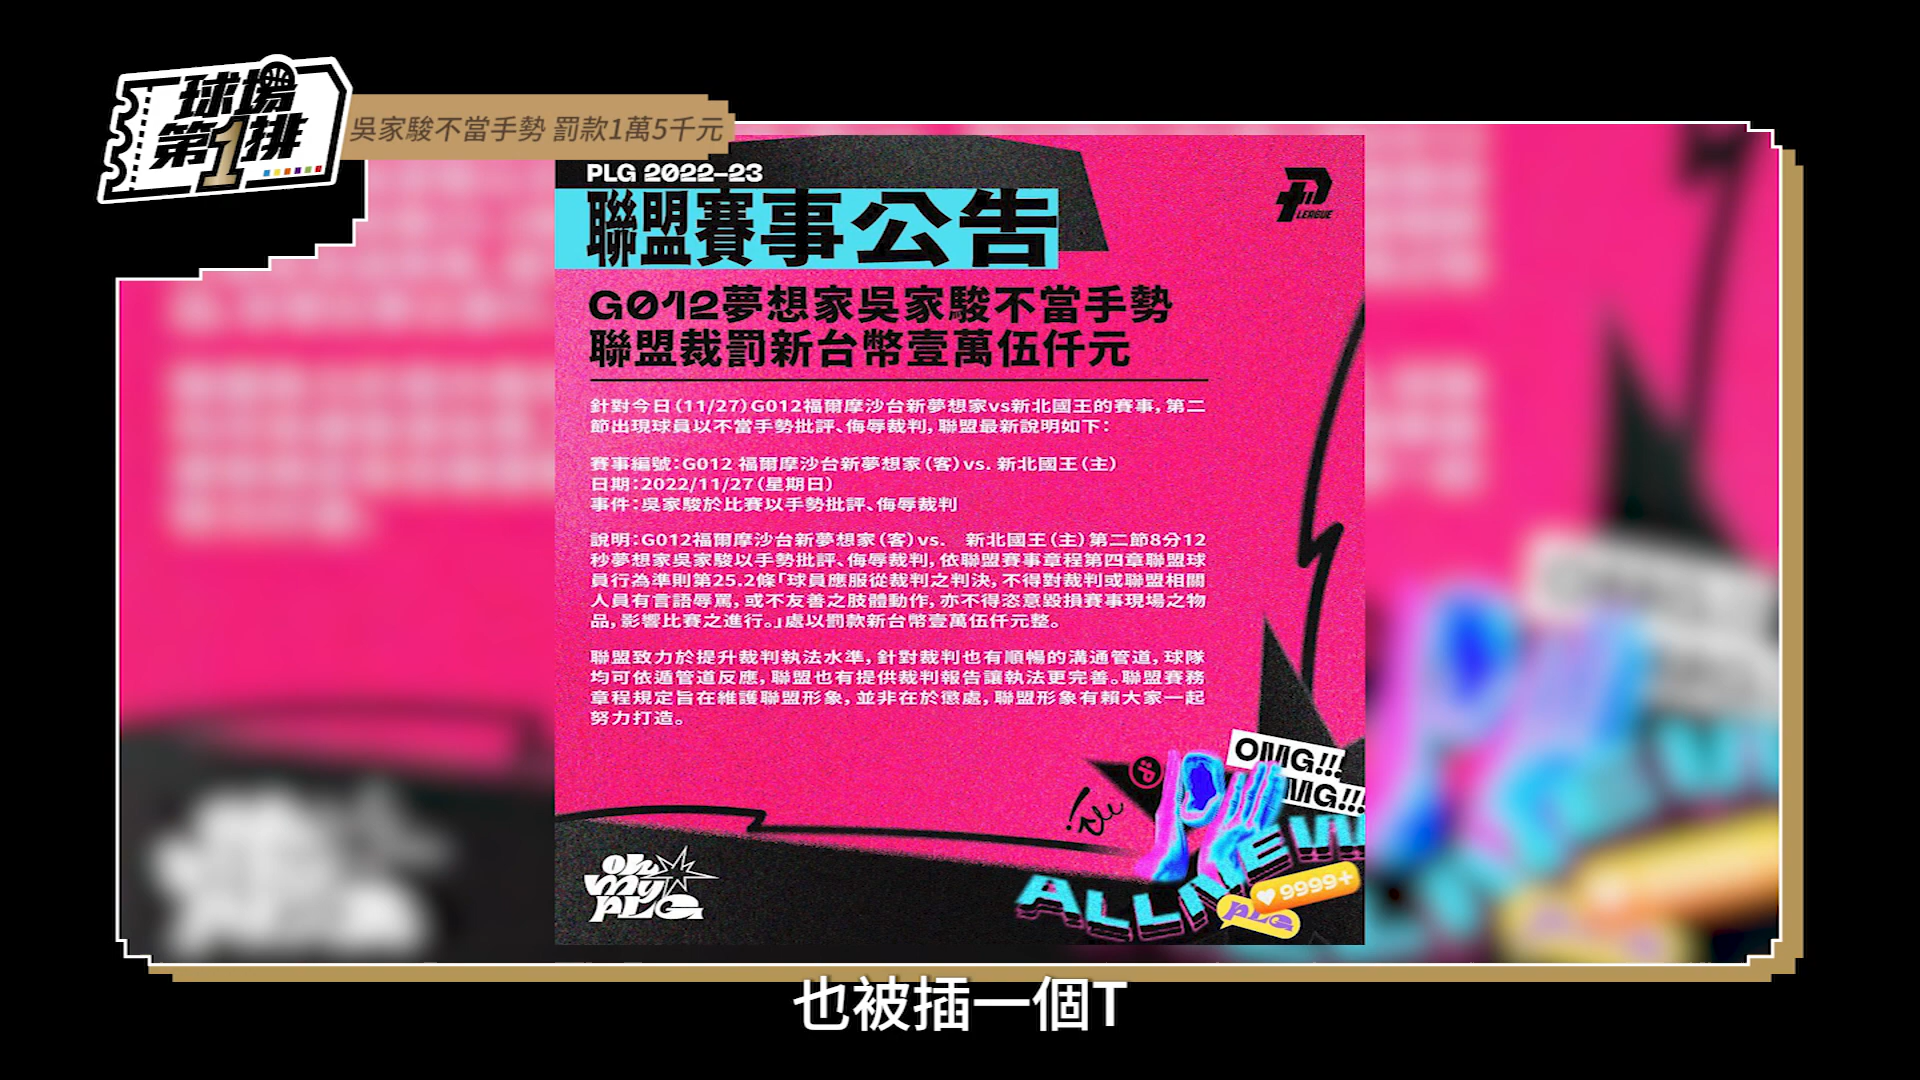 球場
第1排
吳家駿不當手勢 罰款1萬5千元
PLG 2022-23
聯盟賽事公告
P LEAGUE
G012夢想家吳家駿不當手勢
聯盟裁罰新台幣壹萬伍仟元
針對今日(11/27)G012福爾摩沙台新夢想家vs新北國王的賽事,第二
節出現球員以不當手勢批評、侮辱裁判,聯盟最新說明如下:
賽事編號:G012 福爾摩沙台新夢想家(客)vs. 新北國王(主)
日期:2022/11/27(星期日)
事件:吳家駿於比賽以手勢批評、侮辱裁判
說明:G012福爾摩沙台新夢想家(客)vs. 新北國王(主)第二節8分12
秒夢想家吳家駿以手勢批評、侮辱裁判,依聯盟賽事章程第四章聯盟球
員行為準則第25.2條「球員應服從裁判之判決,不得對裁判或聯盟相關
人員有言語辱罵,或不友善之肢體動作,亦不得恣意毀損賽事現場之物
品,影響比賽之進行。」處以罰款新台幣壹萬伍仟元整。
聯盟致力於提升裁判執法水準,針對裁判也有順暢的溝通管道,球隊
均可依循管道反應,聯盟也有提供裁判報告讓執法更完善。聯盟賽務
章程規定旨在維護聯盟形象,並非在於懲處,聯盟形象有賴大家一起
努力打造。
OMG!!!
MG!!!
ALL NEW
9999+
PLG
Oh
My
PLG
也被插一個T